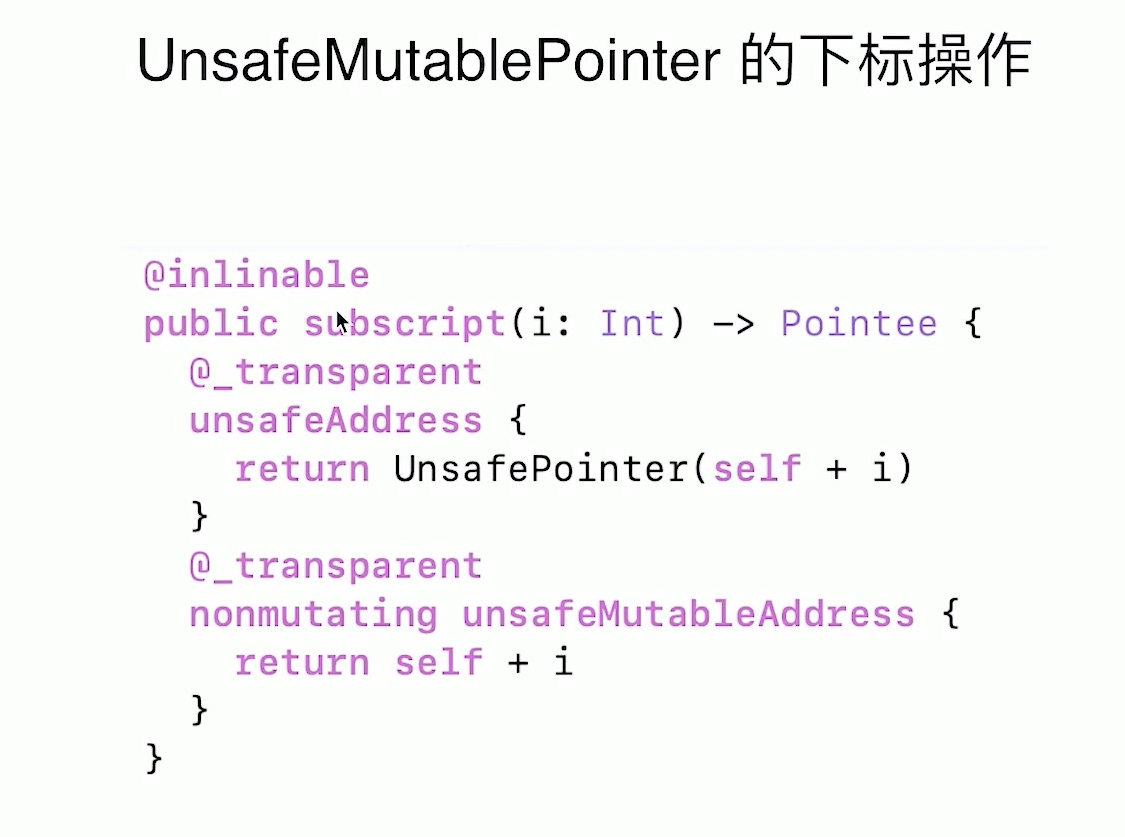 UnsafeMutablePointer 的下标操作
@inlinable
public subscript(i: Int) -> Pointee {
  @_transparent
  unsafeAddress {
    return UnsafePointer(self + i)
  }
  @_transparent
  nonmutating unsafeMutableAddress {
    return self + i
  }
}